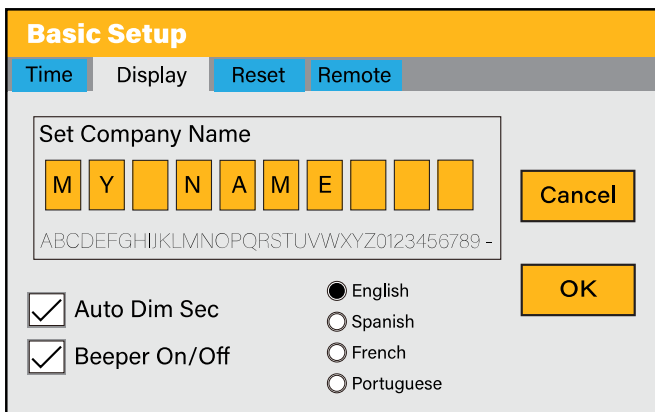 Basic Setup
Time Display Reset Remote
Set Company Name
M Y N A M E
ABCDEFGHIJKLMNOPQRSTUVWXYZ0123456789 -
Cancel
OK
Auto Dim Sec
Beeper On/Off
English
Spanish
French
Portuguese